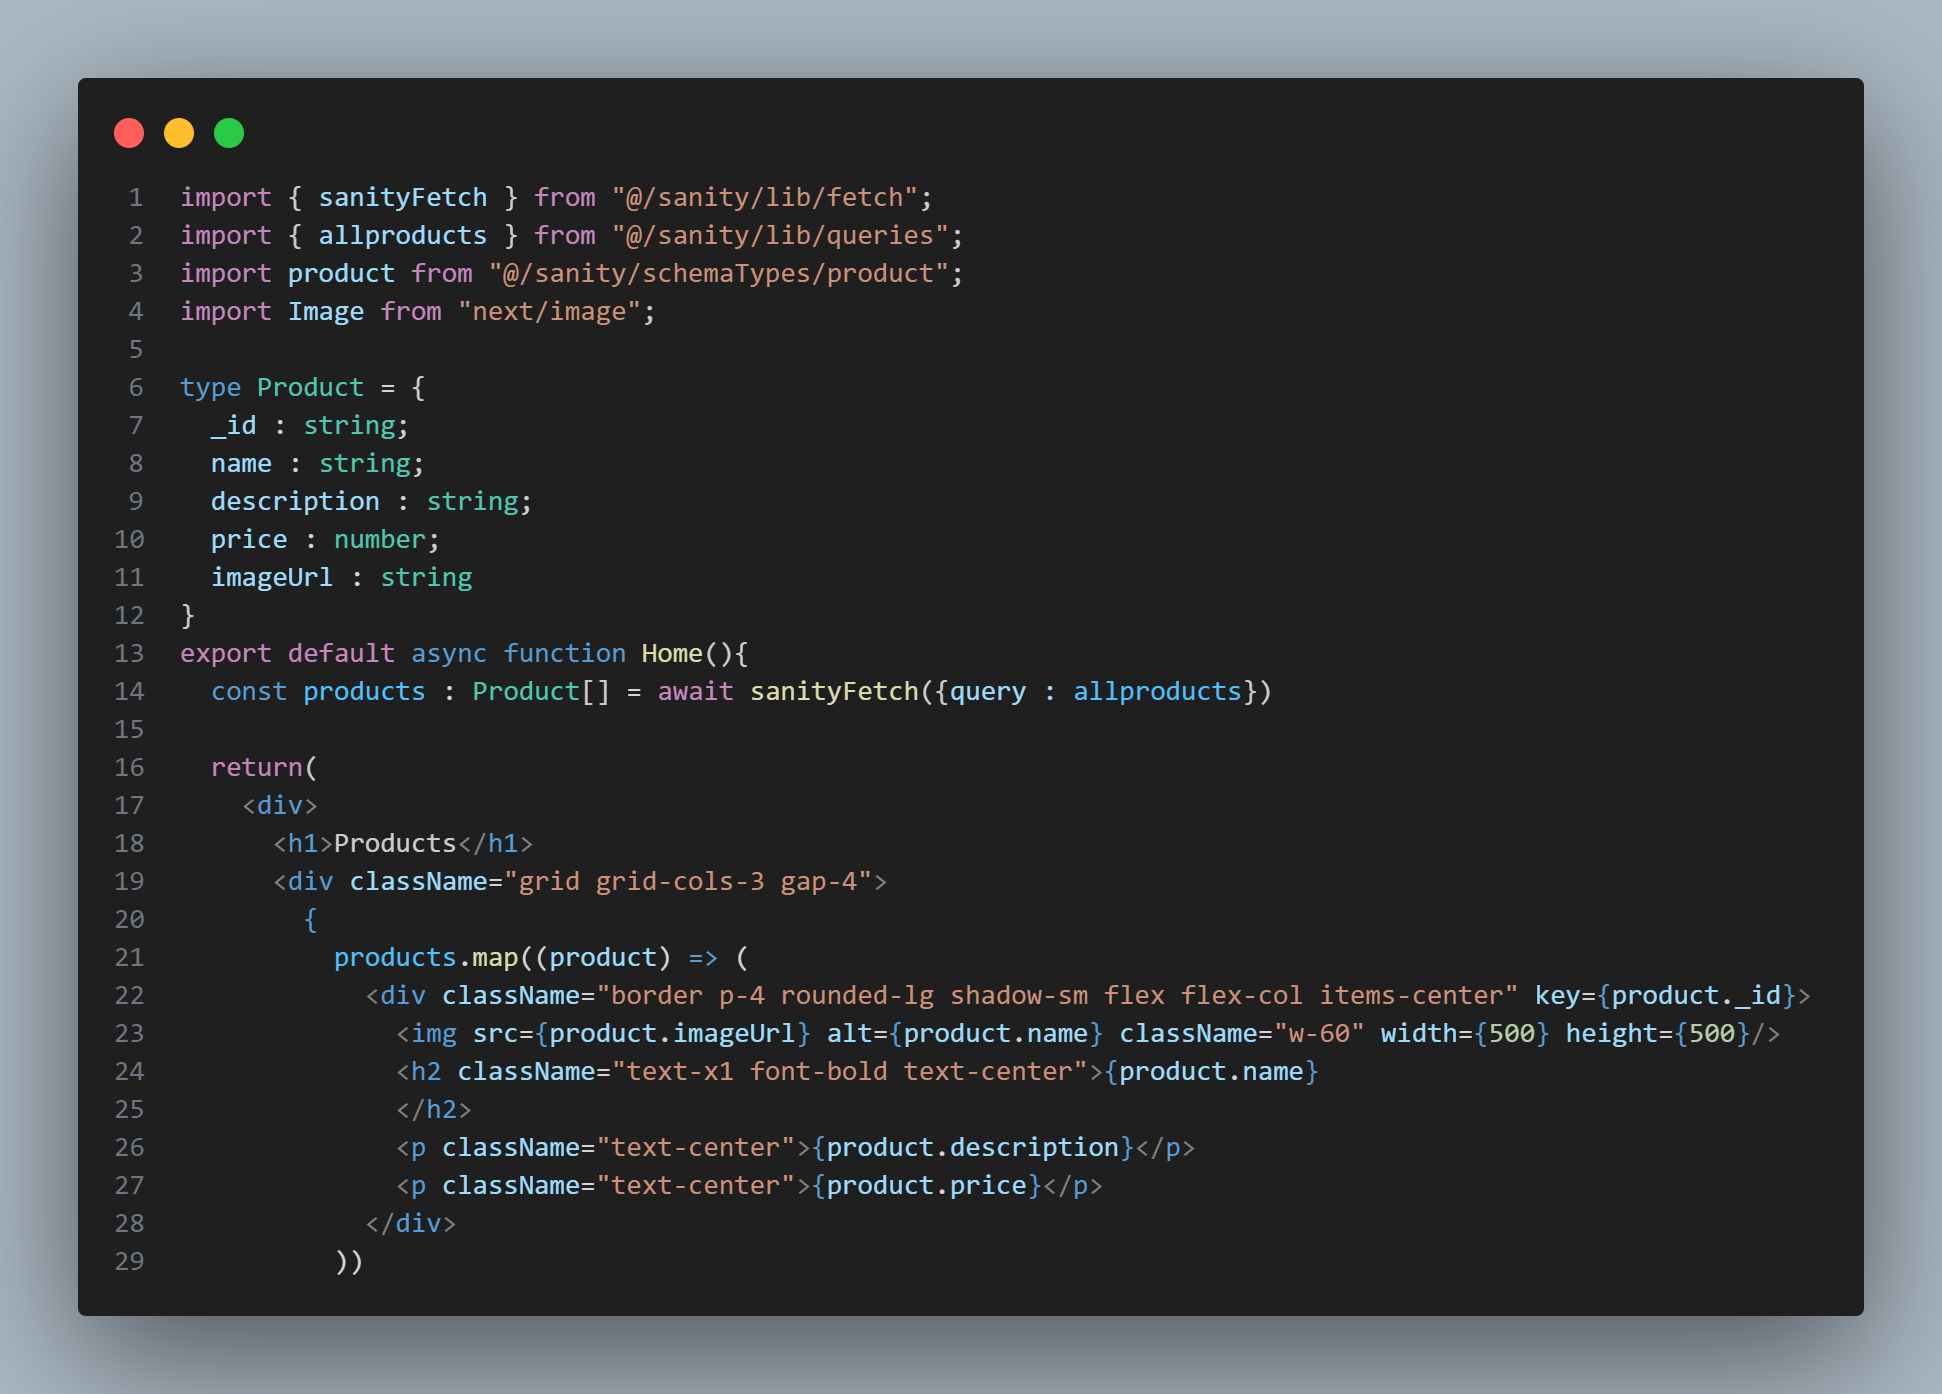 1 import { sanityFetch } from "@/sanity/lib/fetch";
2 import { allproducts } from "@/sanity/lib/queries";
3 import product from "@/sanity/schemaTypes/product";
4 import Image from "next/image";
5
6 type Product = {
7   _id : string;
8   name : string;
9   description : string;
10   price : number;
11   imageUrl : string
12 }
13 export default async function Home(){
14   const products : Product[] = await sanityFetch({query : allproducts})
15
16   return(
17     <div>
18       <h1>Products</h1>
19       <div className="grid grid-cols-3 gap-4">
20         {
21           products.map((product) => (
22             <div className="border p-4 rounded-lg shadow-sm flex flex-col items-center" key={product._id}>
23               <img src={product.imageUrl} alt={product.name} className="w-60" width={500} height={500}/>
24               <h2 className="text-x1 font-bold text-center">{product.name}
25               </h2>
26               <p className="text-center">{product.description}</p>
27               <p className="text-center">{product.price}</p>
28             </div>
29           ))